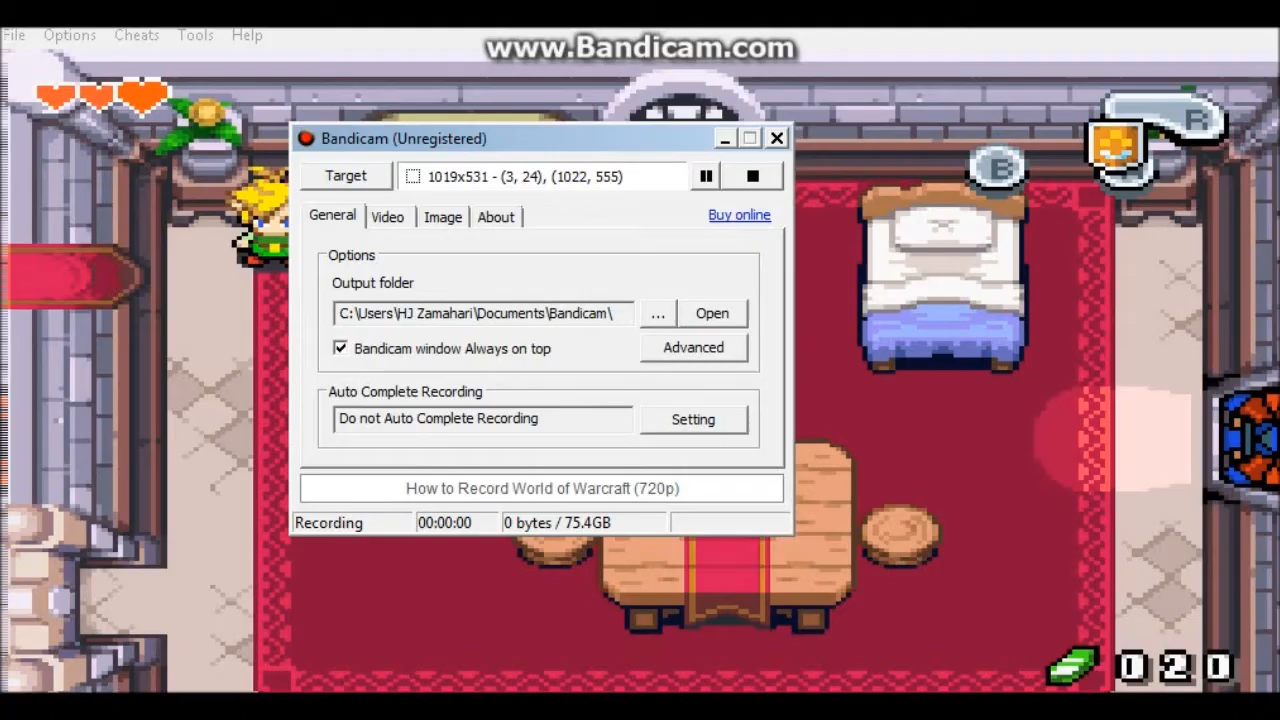 File Options Cheats Tools Help
www.Bandicam.com
R
B
Bandicam (Unregistered)
Target 1019x531 - (3, 24), (1022, 555)
General Video Image About Buy online
Options
Output folder
C:\Users\HJ Zamahari\Documents\Bandicam\ ... Open
Bandicam window Always on top Advanced
Auto Complete Recording
Do not Auto Complete Recording Setting
How to Record World of Warcraft (720p)
Recording 00:00:00 0 bytes / 75.4GB
020